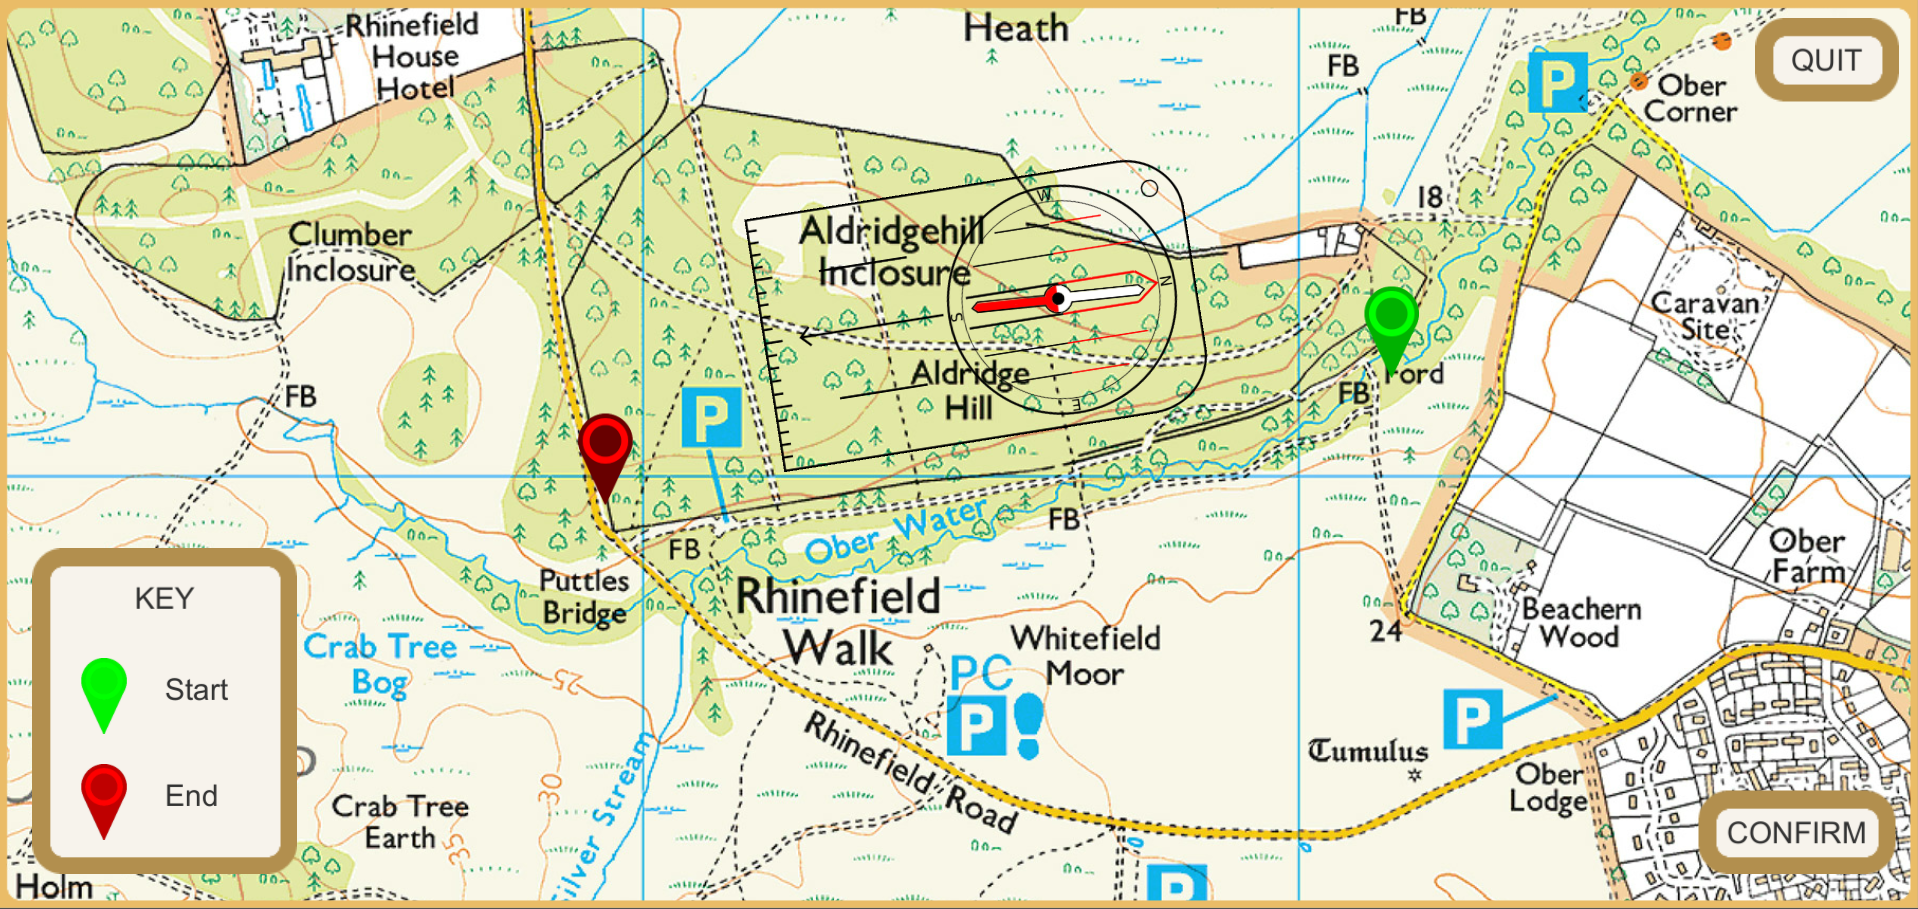 Rhinefield
House
Hotel
Heath
FB
FB
P
Ober
Corner
QUIT
18
Clumber
Inclosure
Aldridgehill
Inclosure
W
N
S
E
Caravan
Site
Aldridge
Hill
Ford
FB
FB
P
FB
Ober Water
FB
Puttles
Bridge
Rhinefield
Walk
Whitefield
Moor
PC
P
Ober
Farm
Beachern
Wood
24
Crab Tree
Bog
25
P
Rhinefield Road
Tumulus
Ober
Lodge
30
35
Silver Stream
Crab Tree
Earth
Holm
P
KEY
Start
End
CONFIRM